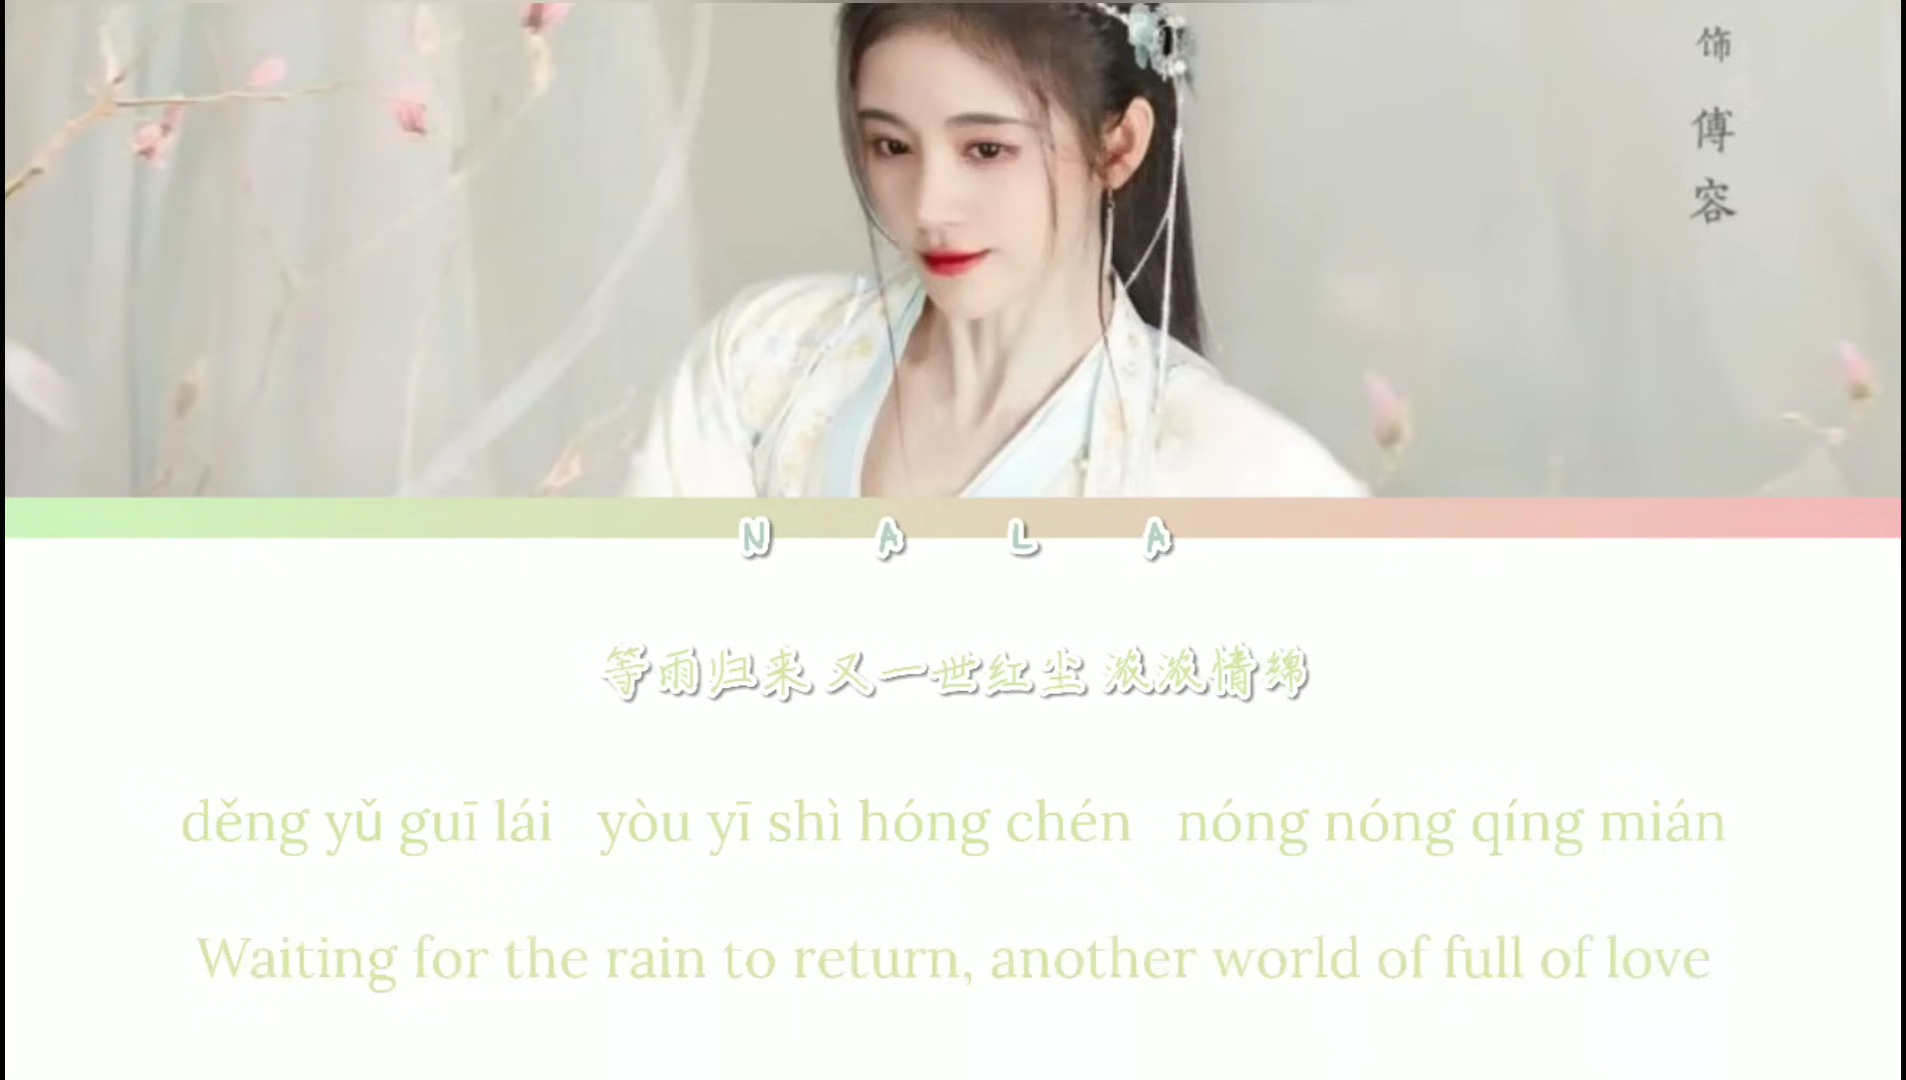 饰傅容
N A L A
等雨归来 又一世红尘 浓浓情绵
děng yǔ guī lái yòu yī shì hóng chén nóng nóng qíng mián
Waiting for the rain to return, another world of full of love